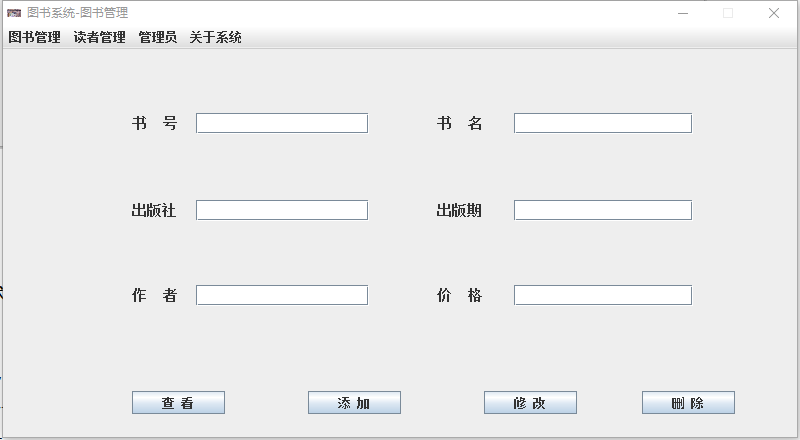 图书系统-图书管理
图书管理 读者管理 管理员 关于系统
书 号 书 名
出版社 出版期
作 者 价 格
查 看 添 加 修 改 删 除